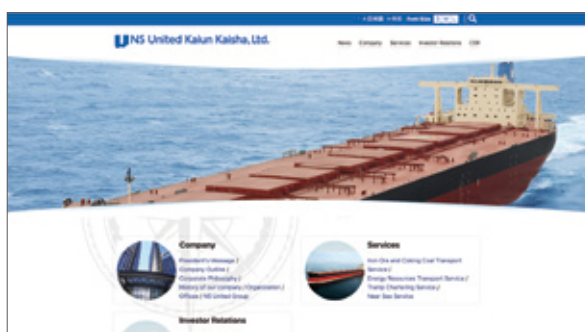 NS United Kaiun Kaisha, Ltd.
News Company Services Investor Relations CSR
Company
President's Message /
Company Outline /
Corporate Philosophy /
History of our company / Organization /
Offices / NS United Group
Services
Iron Ore and Coking Coal Transport
Service /
Energy Resources Transport Service /
Tramp Chartering Service /
Near Sea Service
Investor Relations